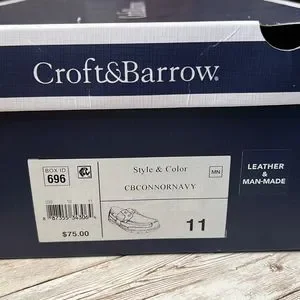 Croft&Barrow®
BOX ID
696
Style & Color
MN
CBCONNORNAVY
LEATHER
&
MAN-MADE
11
$75.00